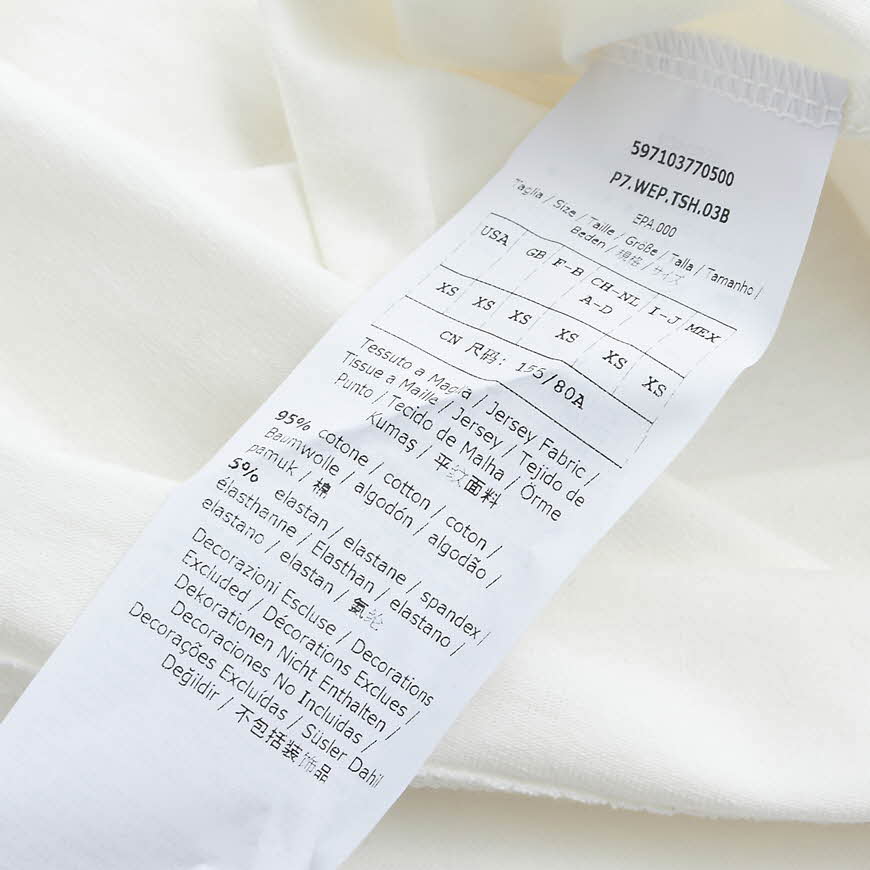 597103770500
P7.WEP.TSH.03B
EPA.000
Taglia / Size / Taille / Größe / Talla / Tamanho /
Beden / 規格 / サイズ
USA GB F-B CH-NL A-D I-J MEX
XS XS XS XS XS XS
CN 尺码: 155/80A
Tessuto a Maglia / Jersey Fabric /
Tissue a Maille / Jersey / Tejido de
Punto / Tecido de Malha / Örme
Kumaş / 平纹面料
95% cotone / cotton / coton /
Baumwolle / algodón / algodão /
pamuk / 棉
5% elastan / elastane / spandex /
élasthanne / Elasthan / elastano /
elastano / elastan / 氨纶
Decorazioni Escluse / Decorations
Excluded / Décorations Exclues /
Dekorationen Nicht Enthalten /
Decoraciones No Incluidas /
Decorações Excluídas / Süsler Dahil
Değildir / 不包括装饰品